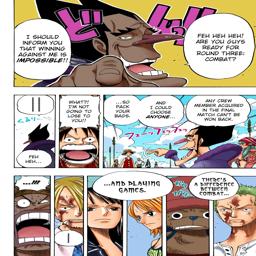 FEH HEH HEH!
ARE YOU GUYS
READY FOR
ROUND THREE:
COMBAT?
I SHOULD
INFORM YOU
THAT WINNING
AGAINST ME IS
IMPOSSIBLE!!
ANY CREW
MEMBER ACQUIRED
IN THE FINAL
MATCH CAN'T BE
WON BACK.
AND I
COULD
CHOOSE
ANYONE...
...SO
PACK
YOUR
BAGS.
WHAT?!
I'M NOT
GOING TO
LOSE TO
YOU!!
!!
FEH
HEH...
THERE'S A
DIFFERENCE
BETWEEN
COMBAT...
...AND PLAYING
GAMES.
!
...!!!